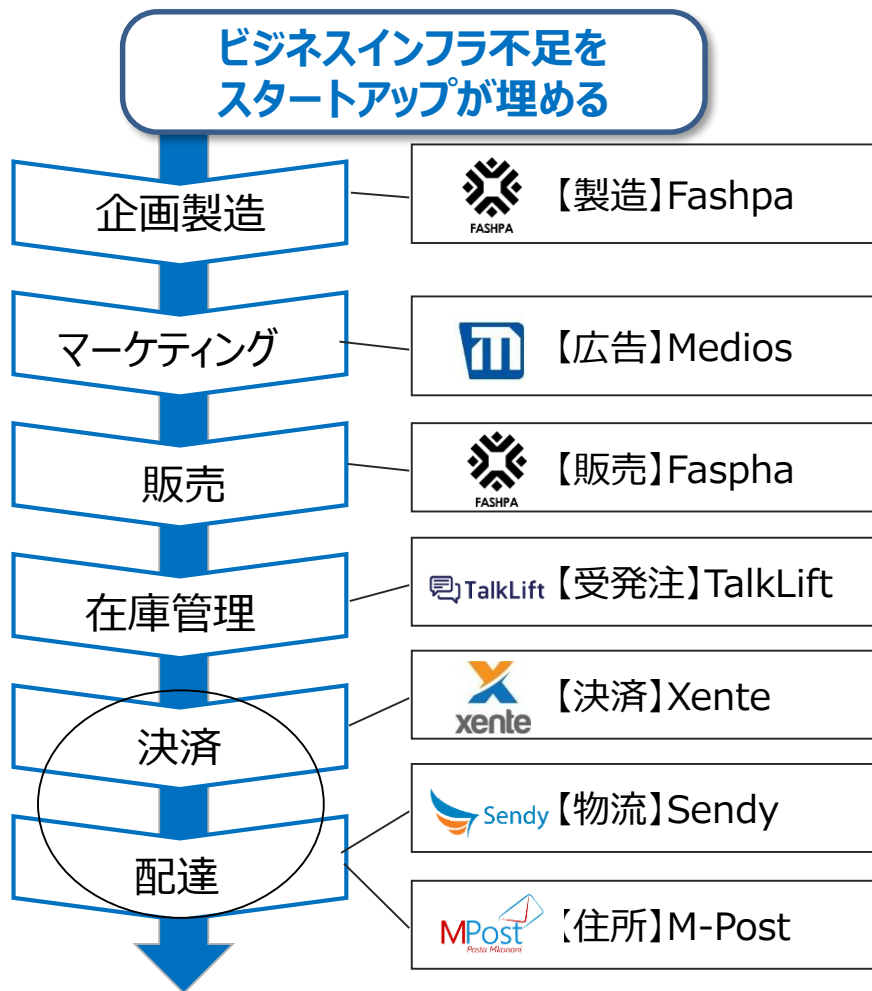 ビジネスインフラ不足を
スタートアップが埋める
企画製造
FASHPA
【製造】Fashpa
マーケティング
【広告】Medios
販売
FASHPA
【販売】Faspha
在庫管理
TalkLift
【受発注】TalkLift
決済
xente
【決済】Xente
配達
Sendy
【物流】Sendy
MPost
Posta Mkononi
【住所】M-Post